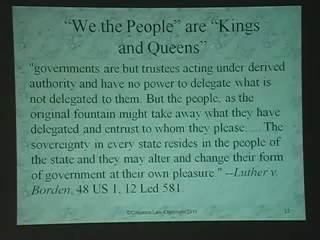 “We the People” are “Kings
and Queens”
"governments are but trustees acting under derived
authority and have no power to delegate what is
not delegated to them. But the people, as the
original fountain might take away what they have
delegated and entrust to whom they please. ... The
sovereignty in every state resides in the people of
the state and they may alter and change their form
of government at their own pleasure." --Luther v.
Borden, 48 US 1, 12 Led 581.